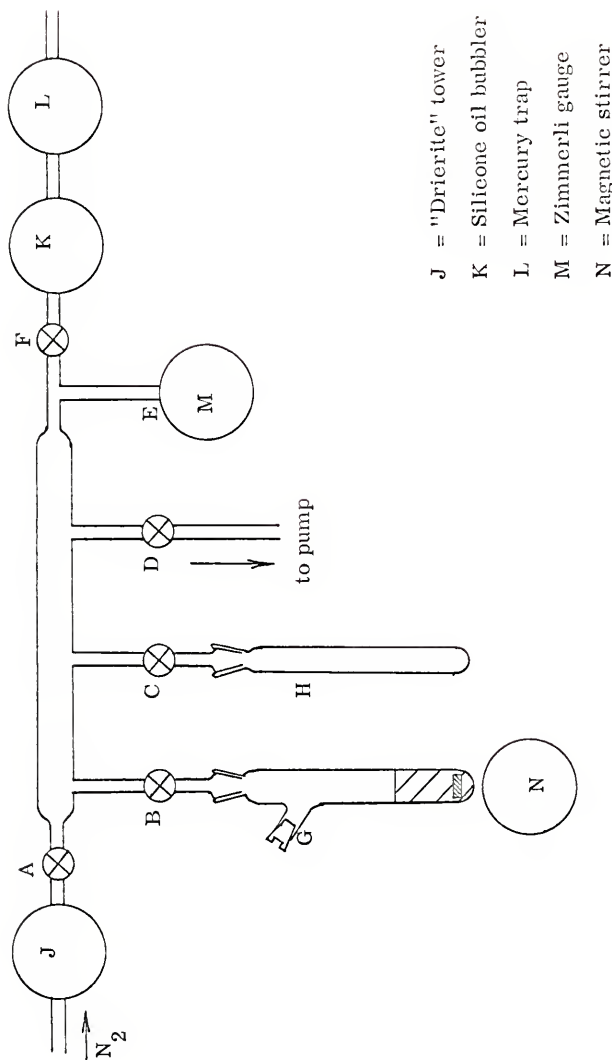 N2
J
A
B
G
N
C
H
D
to pump
E
M
F
K
L
J = "Drierite" tower
K = Silicone oil bubbler
L = Mercury trap
M = Zimmerli gauge
N = Magnetic stirrer